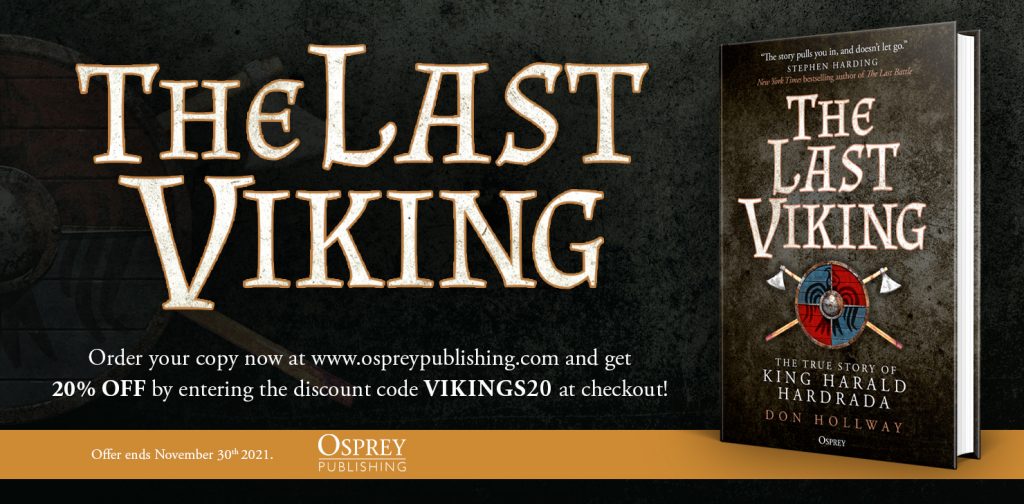 THE LAST
VIKING
Order your copy now at www.ospreypublishing.com and get
20% OFF by entering the discount code VIKINGS20 at checkout!
Offer ends November 30th 2021.
OSPREY
PUBLISHING
“The story pulls you in, and doesn’t let go.”
STEPHEN HARDING
New York Times bestselling author of The Last Battle
THE
LAST
VIKING
THE TRUE STORY OF
KING HARALD
HARDRADA
DON HOLLWAY
OSPREY